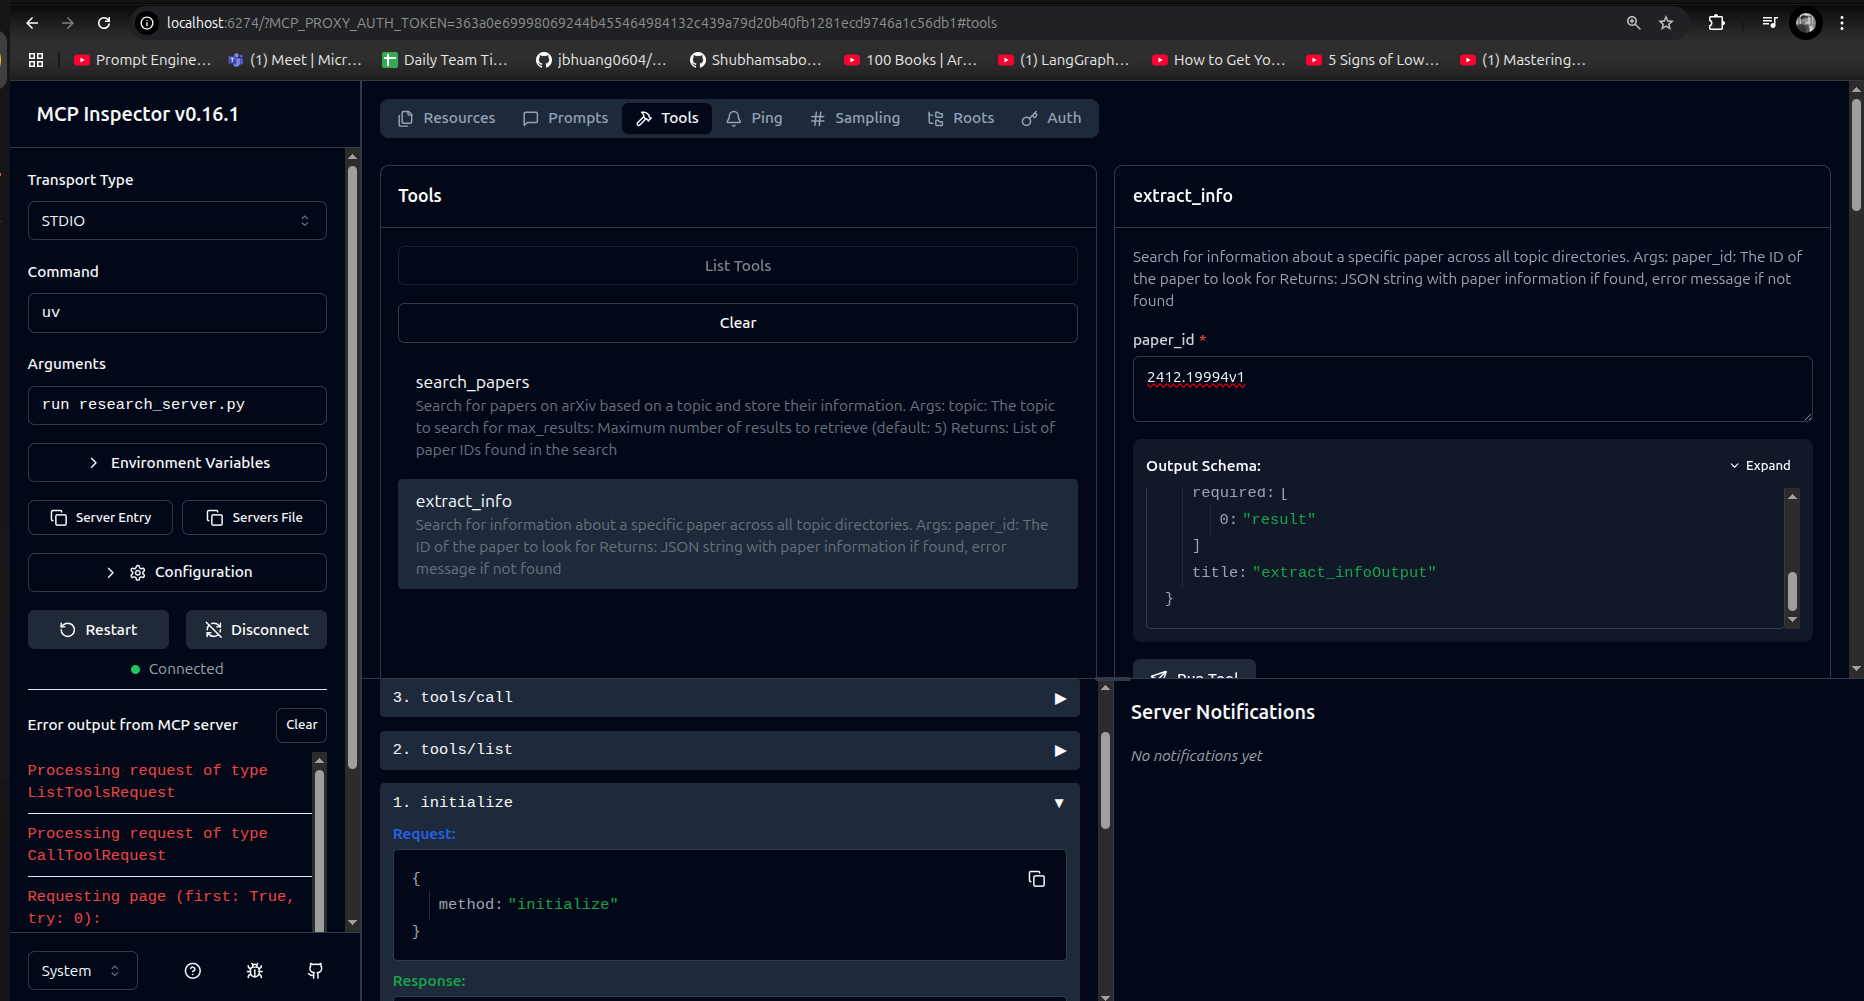 localhost:6274/?MCP_PROXY_AUTH_TOKEN=363a0e69998069244b455464984132c439a79d20b40fb1281ecd9746a1c56db1#tools
Prompt Engine...
(1) Meet | Micr...
Daily Team Ti...
jbhuang0604/...
Shubhamsabo...
100 Books | Ar...
(1) LangGraph...
How to Get Yo...
5 Signs of Low...
(1) Mastering...
MCP Inspector v0.16.1
Transport Type
STDIO
Command
uv
Arguments
run research_server.py
Environment Variables
Server Entry
Servers File
Configuration
Restart
Disconnect
Connected
Error output from MCP server
Clear
Processing request of type
ListToolsRequest
Processing request of type
CallToolRequest
Requesting page (first: True,
try: 0):
System
Resources
Prompts
Tools
Ping
Sampling
Roots
Auth
Tools
List Tools
Clear
search_papers
Search for papers on arXiv based on a topic and store their information. Args: topic: The topic
to search for max_results: Maximum number of results to retrieve (default: 5) Returns: List of
paper IDs found in the search
extract_info
Search for information about a specific paper across all topic directories. Args: paper_id: The
ID of the paper to look for Returns: JSON string with paper information if found, error
message if not found
extract_info
Search for information about a specific paper across all topic directories. Args: paper_id: The ID of
the paper to look for Returns: JSON string with paper information if found, error message if not
found
paper_id *
2412.19994v1
Output Schema:
Expand
required: [
0: "result"
]
title: "extract_infoOutput"
}
Run Tool
3. tools/call
2. tools/list
1. initialize
Request:
{
method: "initialize"
}
Response:
Server Notifications
No notifications yet